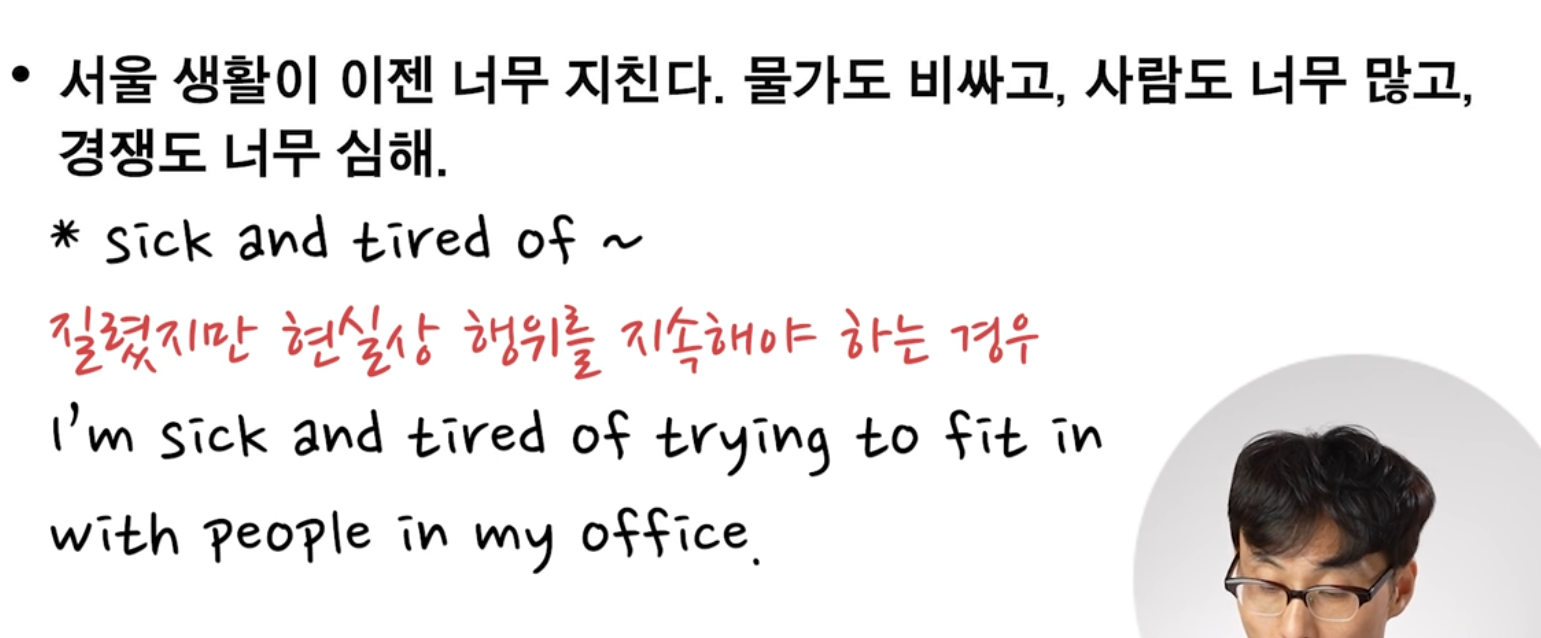 • 서울 생활이 이젠 너무 지친다. 물가도 비싸고, 사람도 너무 많고,
경쟁도 너무 심해.
* sick and tired of ~
질렸지만 현실상 행위를 지속해야 하는 경우
I'm sick and tired of trying to fit in
with people in my office.